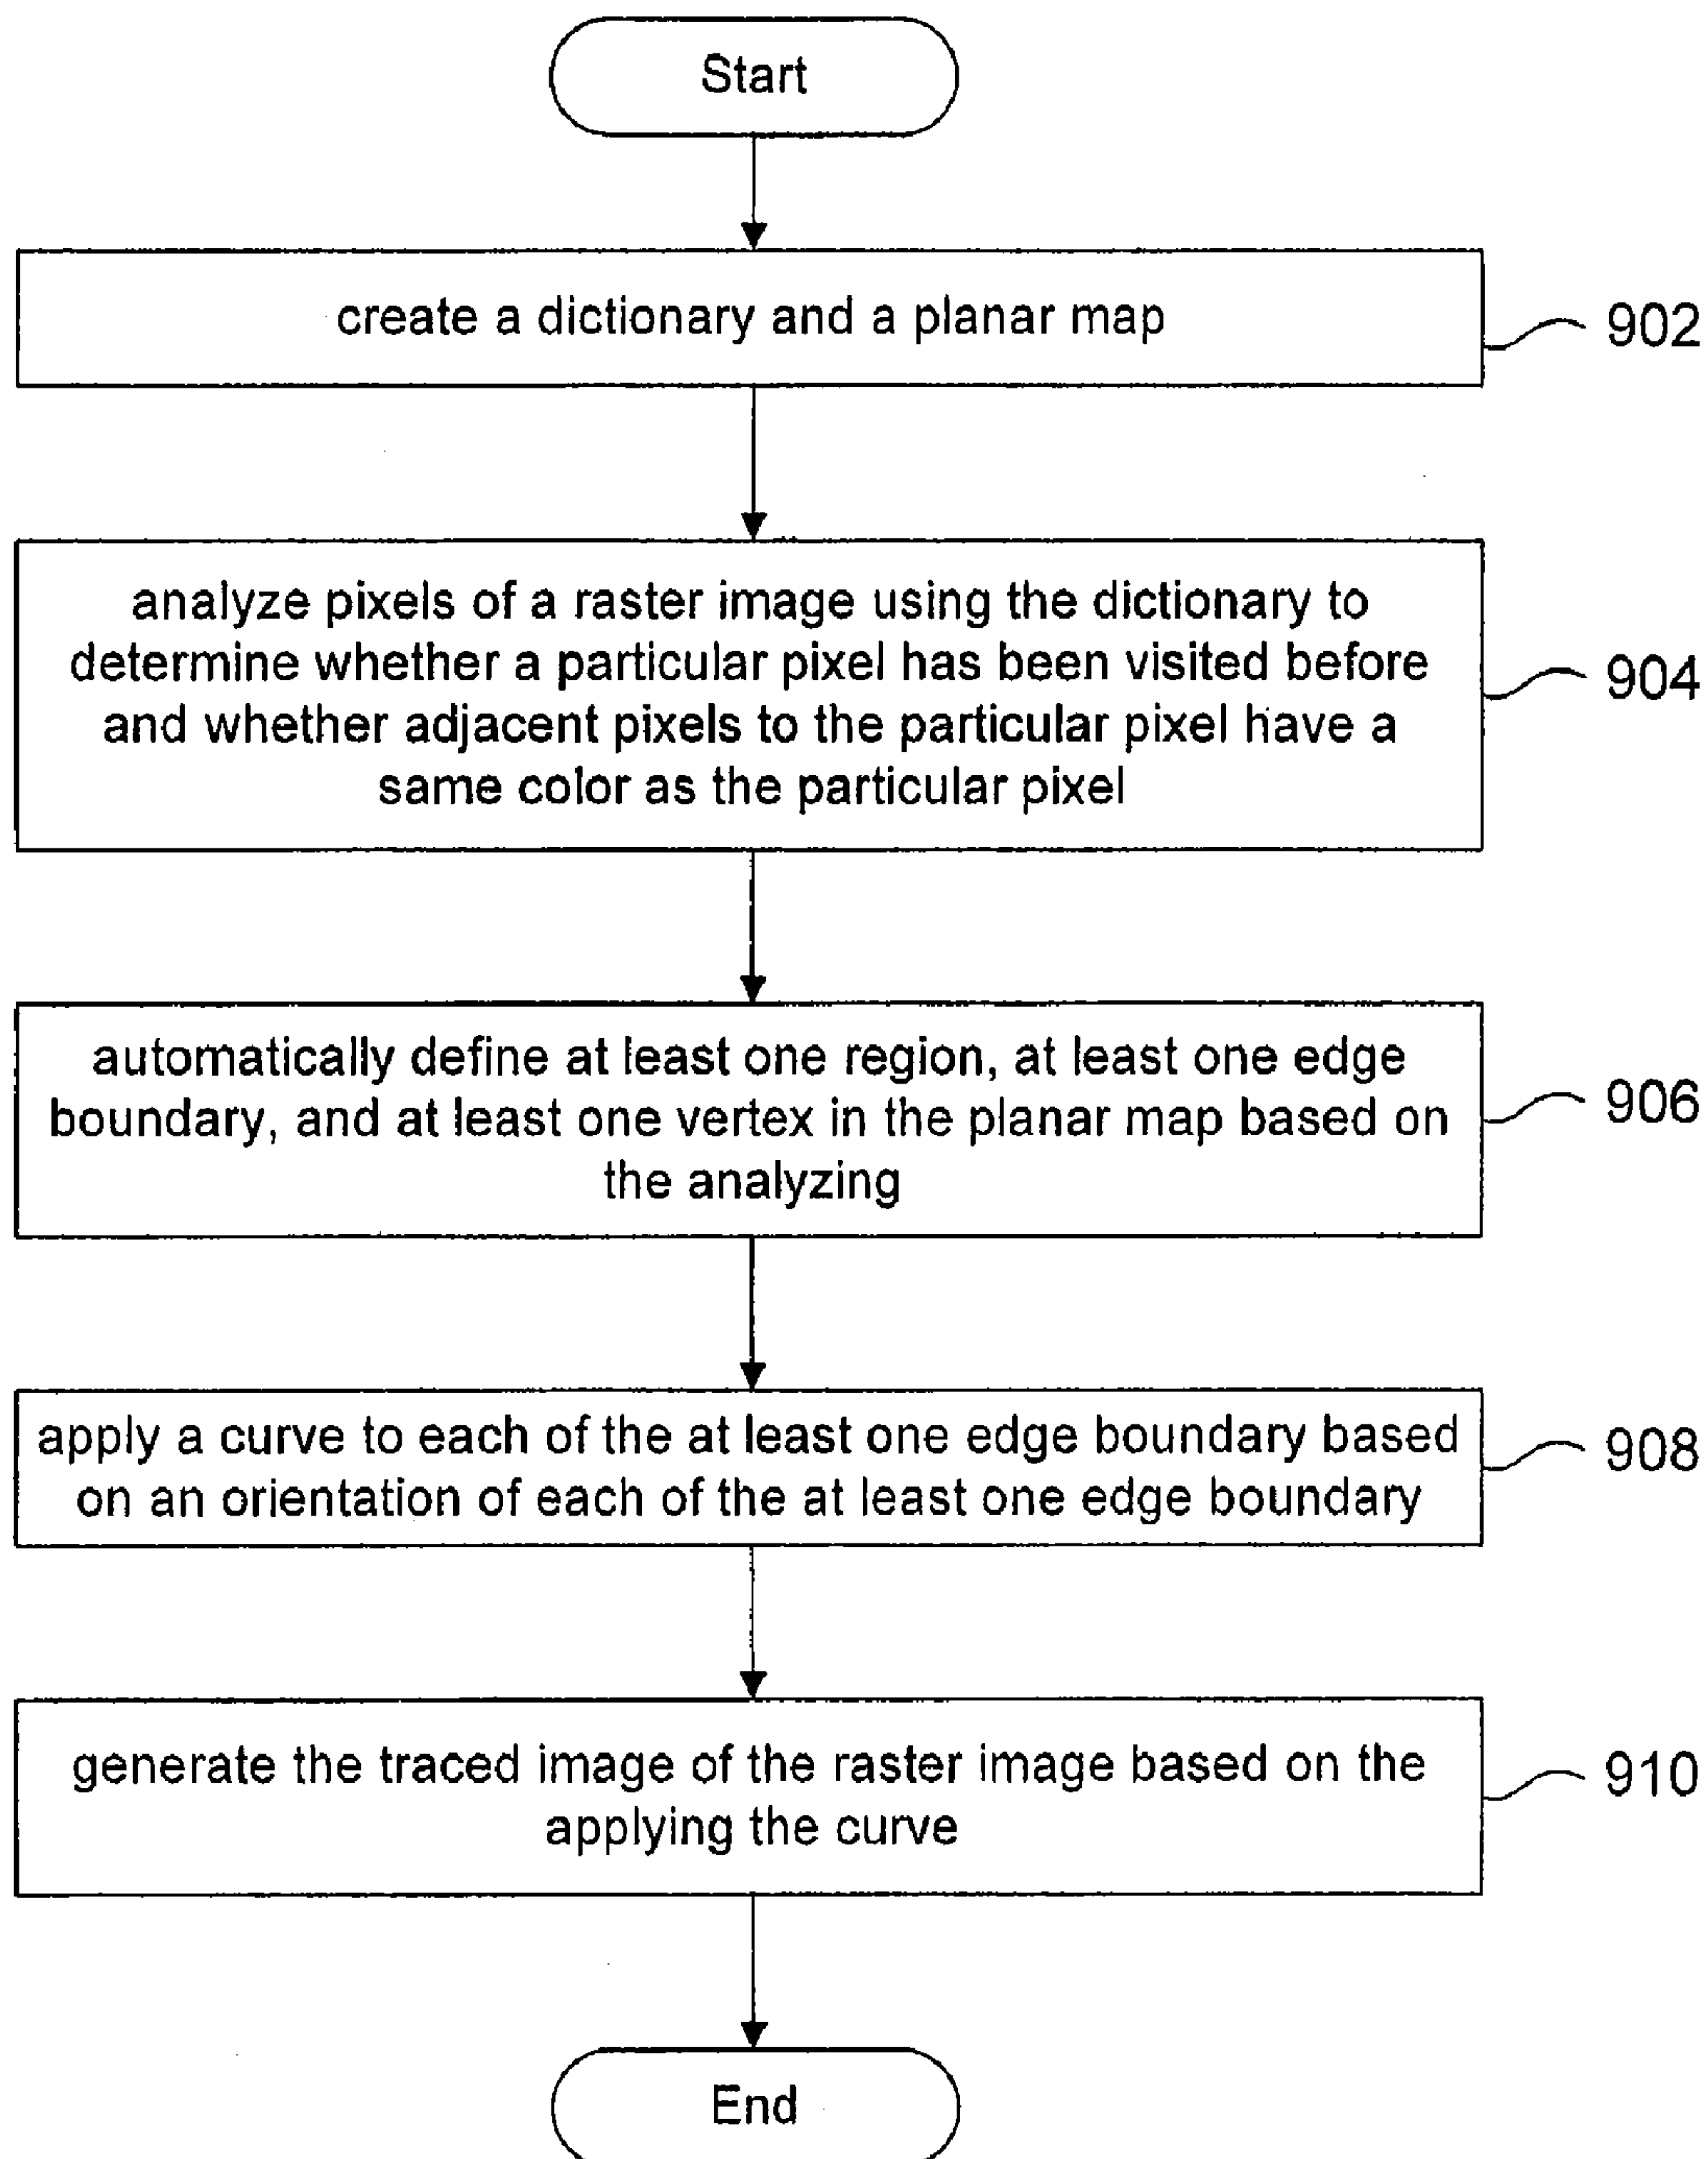 Start
create a dictionary and a planar map
902
analyze pixels of a raster image using the dictionary to
determine whether a particular pixel has been visited before
and whether adjacent pixels to the particular pixel have a
same color as the particular pixel
904
automatically define at least one region, at least one edge
boundary, and at least one vertex in the planar map based on
the analyzing
906
apply a curve to each of the at least one edge boundary based
on an orientation of each of the at least one edge boundary
908
generate the traced image of the raster image based on the
applying the curve
910
End